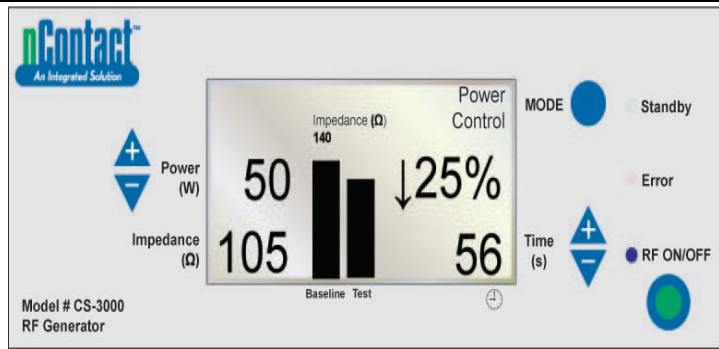 nContact™
An Integrated Solution
Power
Control
MODE
Standby
Impedance (Ω)
140
+
−
Power
(W)
50
↓25%
Error
Impedance
(Ω)
105
56
Time
(s)
+
−
RF ON/OFF
Baseline Test
Model # CS-3000
RF Generator